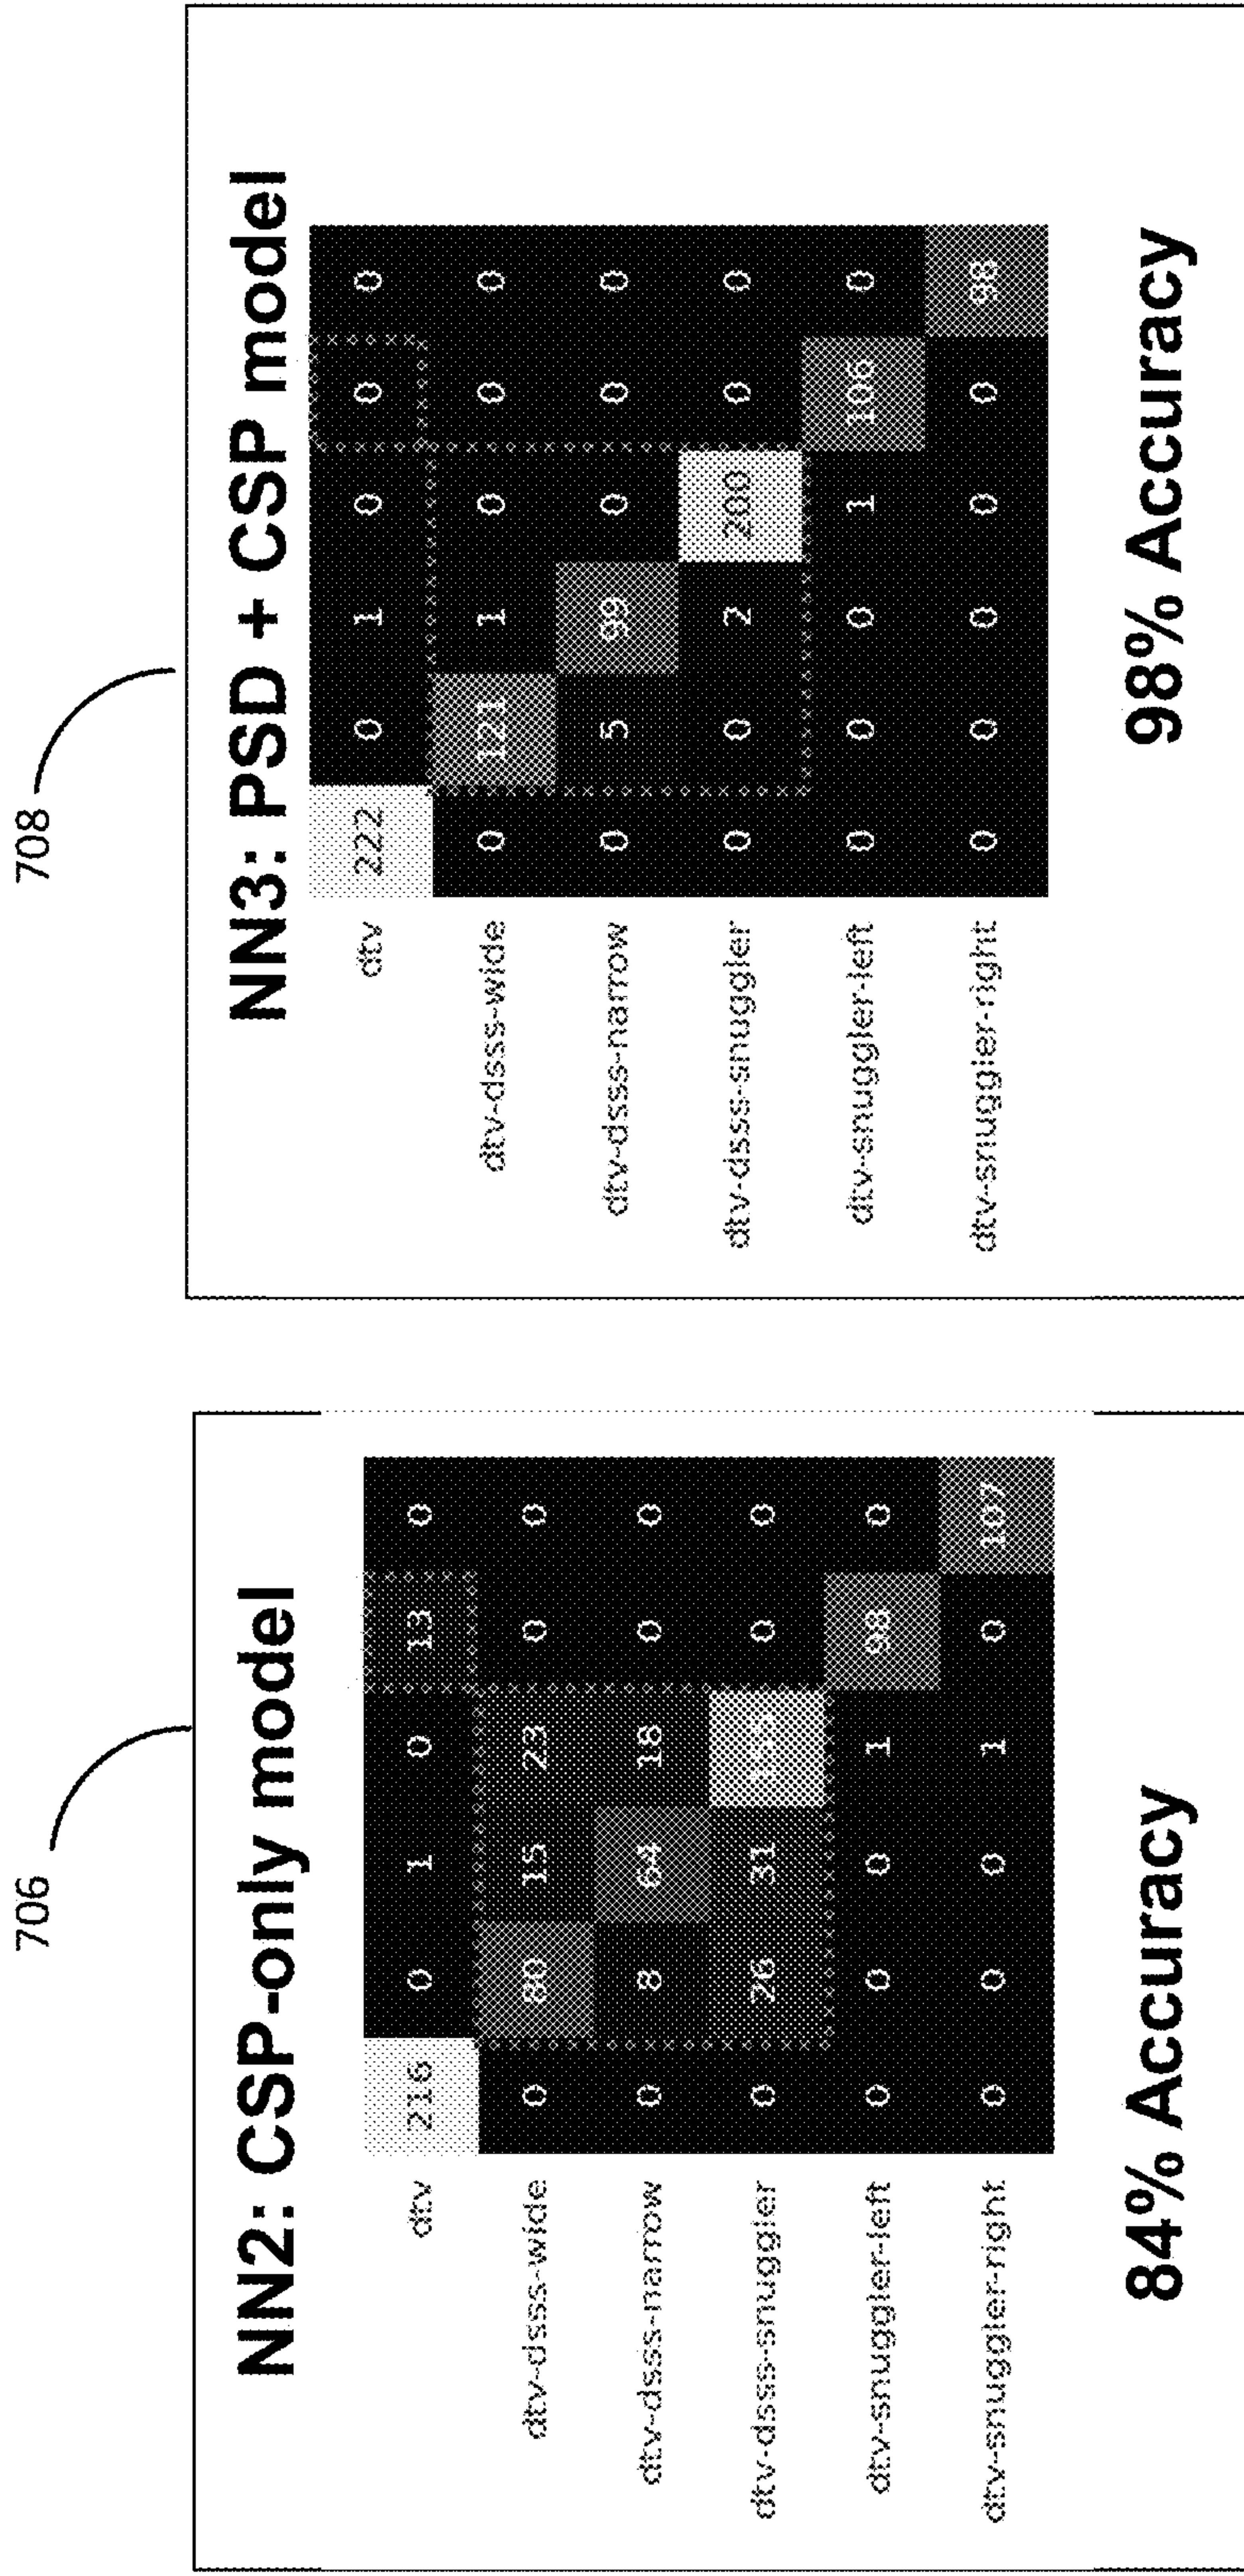 706
NN2: CSP-only model
dtv 216 0 1 0 13 0
dtv-dsss-wide 0 80 15 23 0 0
dtv-dsss-narrow 0 8 64 18 0 0
dtv-dsss-snuggler 0 26 31 0 0
dtv-snuggler-left 0 0 0 1 98 0
dtv-snuggler-right 0 0 0 1 0 107
84% Accuracy
708
NN3: PSD + CSP model
dtv 222 0 1 0 0 0
dtv-dsss-wide 0 121 1 0 0 0
dtv-dsss-narrow 0 5 99 0 0 0
dtv-dsss-snuggler 0 0 2 200 0 0
dtv-snuggler-left 0 0 0 1 106 0
dtv-snuggler-right 0 0 0 0 0 98
98% Accuracy